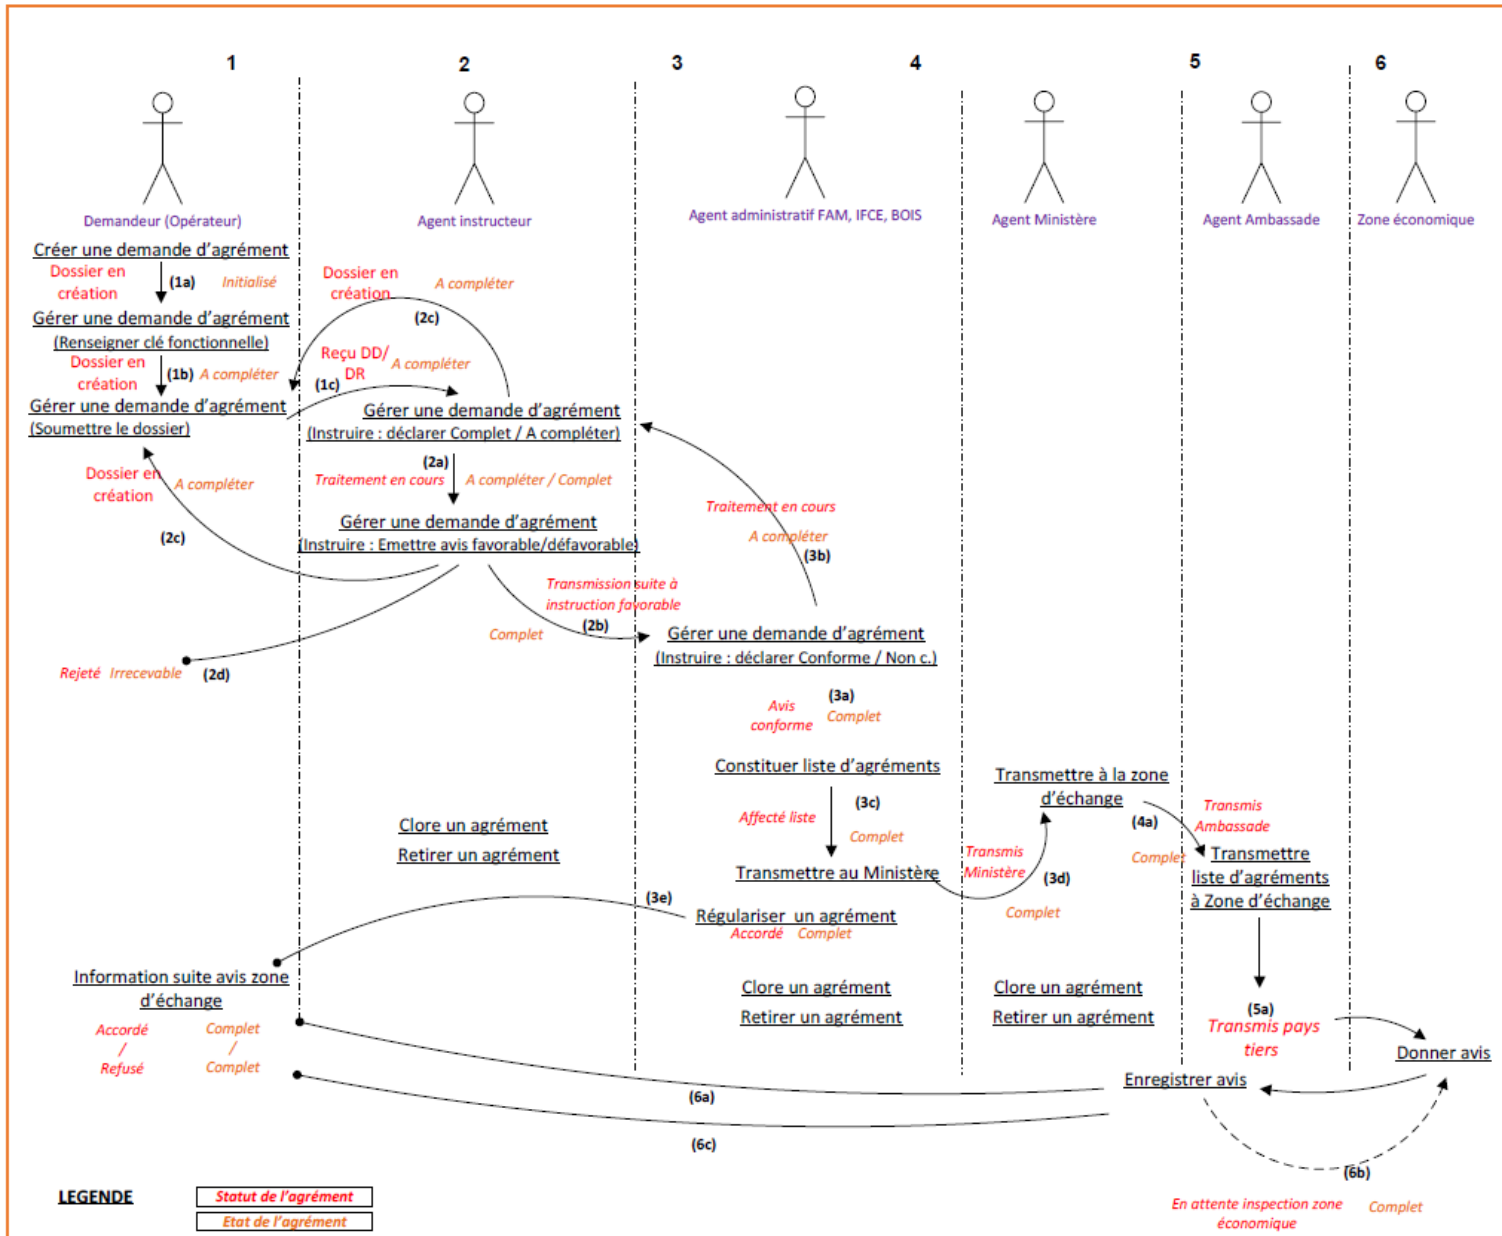 1
2
3
4
5
6
Demandeur (Opérateur)
Agent instructeur
Agent administratif FAM, IFCE, BOIS
Agent Ministère
Agent Ambassade
Zone économique
Créer une demande d'agrément
Dossier en
création
(1a)
Initialisé
Gérer une demande d'agrément
(Renseigner clé fonctionnelle)
Dossier en
création
(1b)
A compléter
Gérer une demande d'agrément
(Soumettre le dossier)
Dossier en
création
A compléter
(2c)
Reçu DD/
DR
A compléter
(1c)
Gérer une demande d'agrément
(Instruire : déclarer Complet / A compléter)
(2a)
Traitement en cours
A compléter / Complet
Dossier en
création
A compléter
(2c)
Gérer une demande d'agrément
(Instruire : Emettre avis favorable/défavorable)
Traitement en cours
A compléter
(3b)
Transmission suite à
instruction favorable
Complet
(2b)
Rejeté
Irrecevable
(2d)
Gérer une demande d'agrément
(Instruire : déclarer Conforme / Non c.)
(3a)
Avis
conforme
Complet
Constituer liste d'agréments
Affecté liste
(3c)
Complet
Transmettre au Ministère
Transmis
Ministère
(3d)
Complet
Transmettre à la zone
d'échange
(4a)
Transmis
Ambassade
Complet
Transmettre
liste d'agréments
à Zone d'échange
Clore un agrément
Retirer un agrément
(3e)
Régulariser un agrément
Accordé
Complet
Information suite avis zone
d'échange
Accordé
/
Refusé
Complet
/
Complet
Clore un agrément
Retirer un agrément
Clore un agrément
Retirer un agrément
(5a)
Transmis pays
tiers
Donner avis
Enregistrer avis
(6a)
(6c)
(6b)
En attente inspection zone
économique
Complet
LEGENDE
Statut de l'agrément
Etat de l'agrément